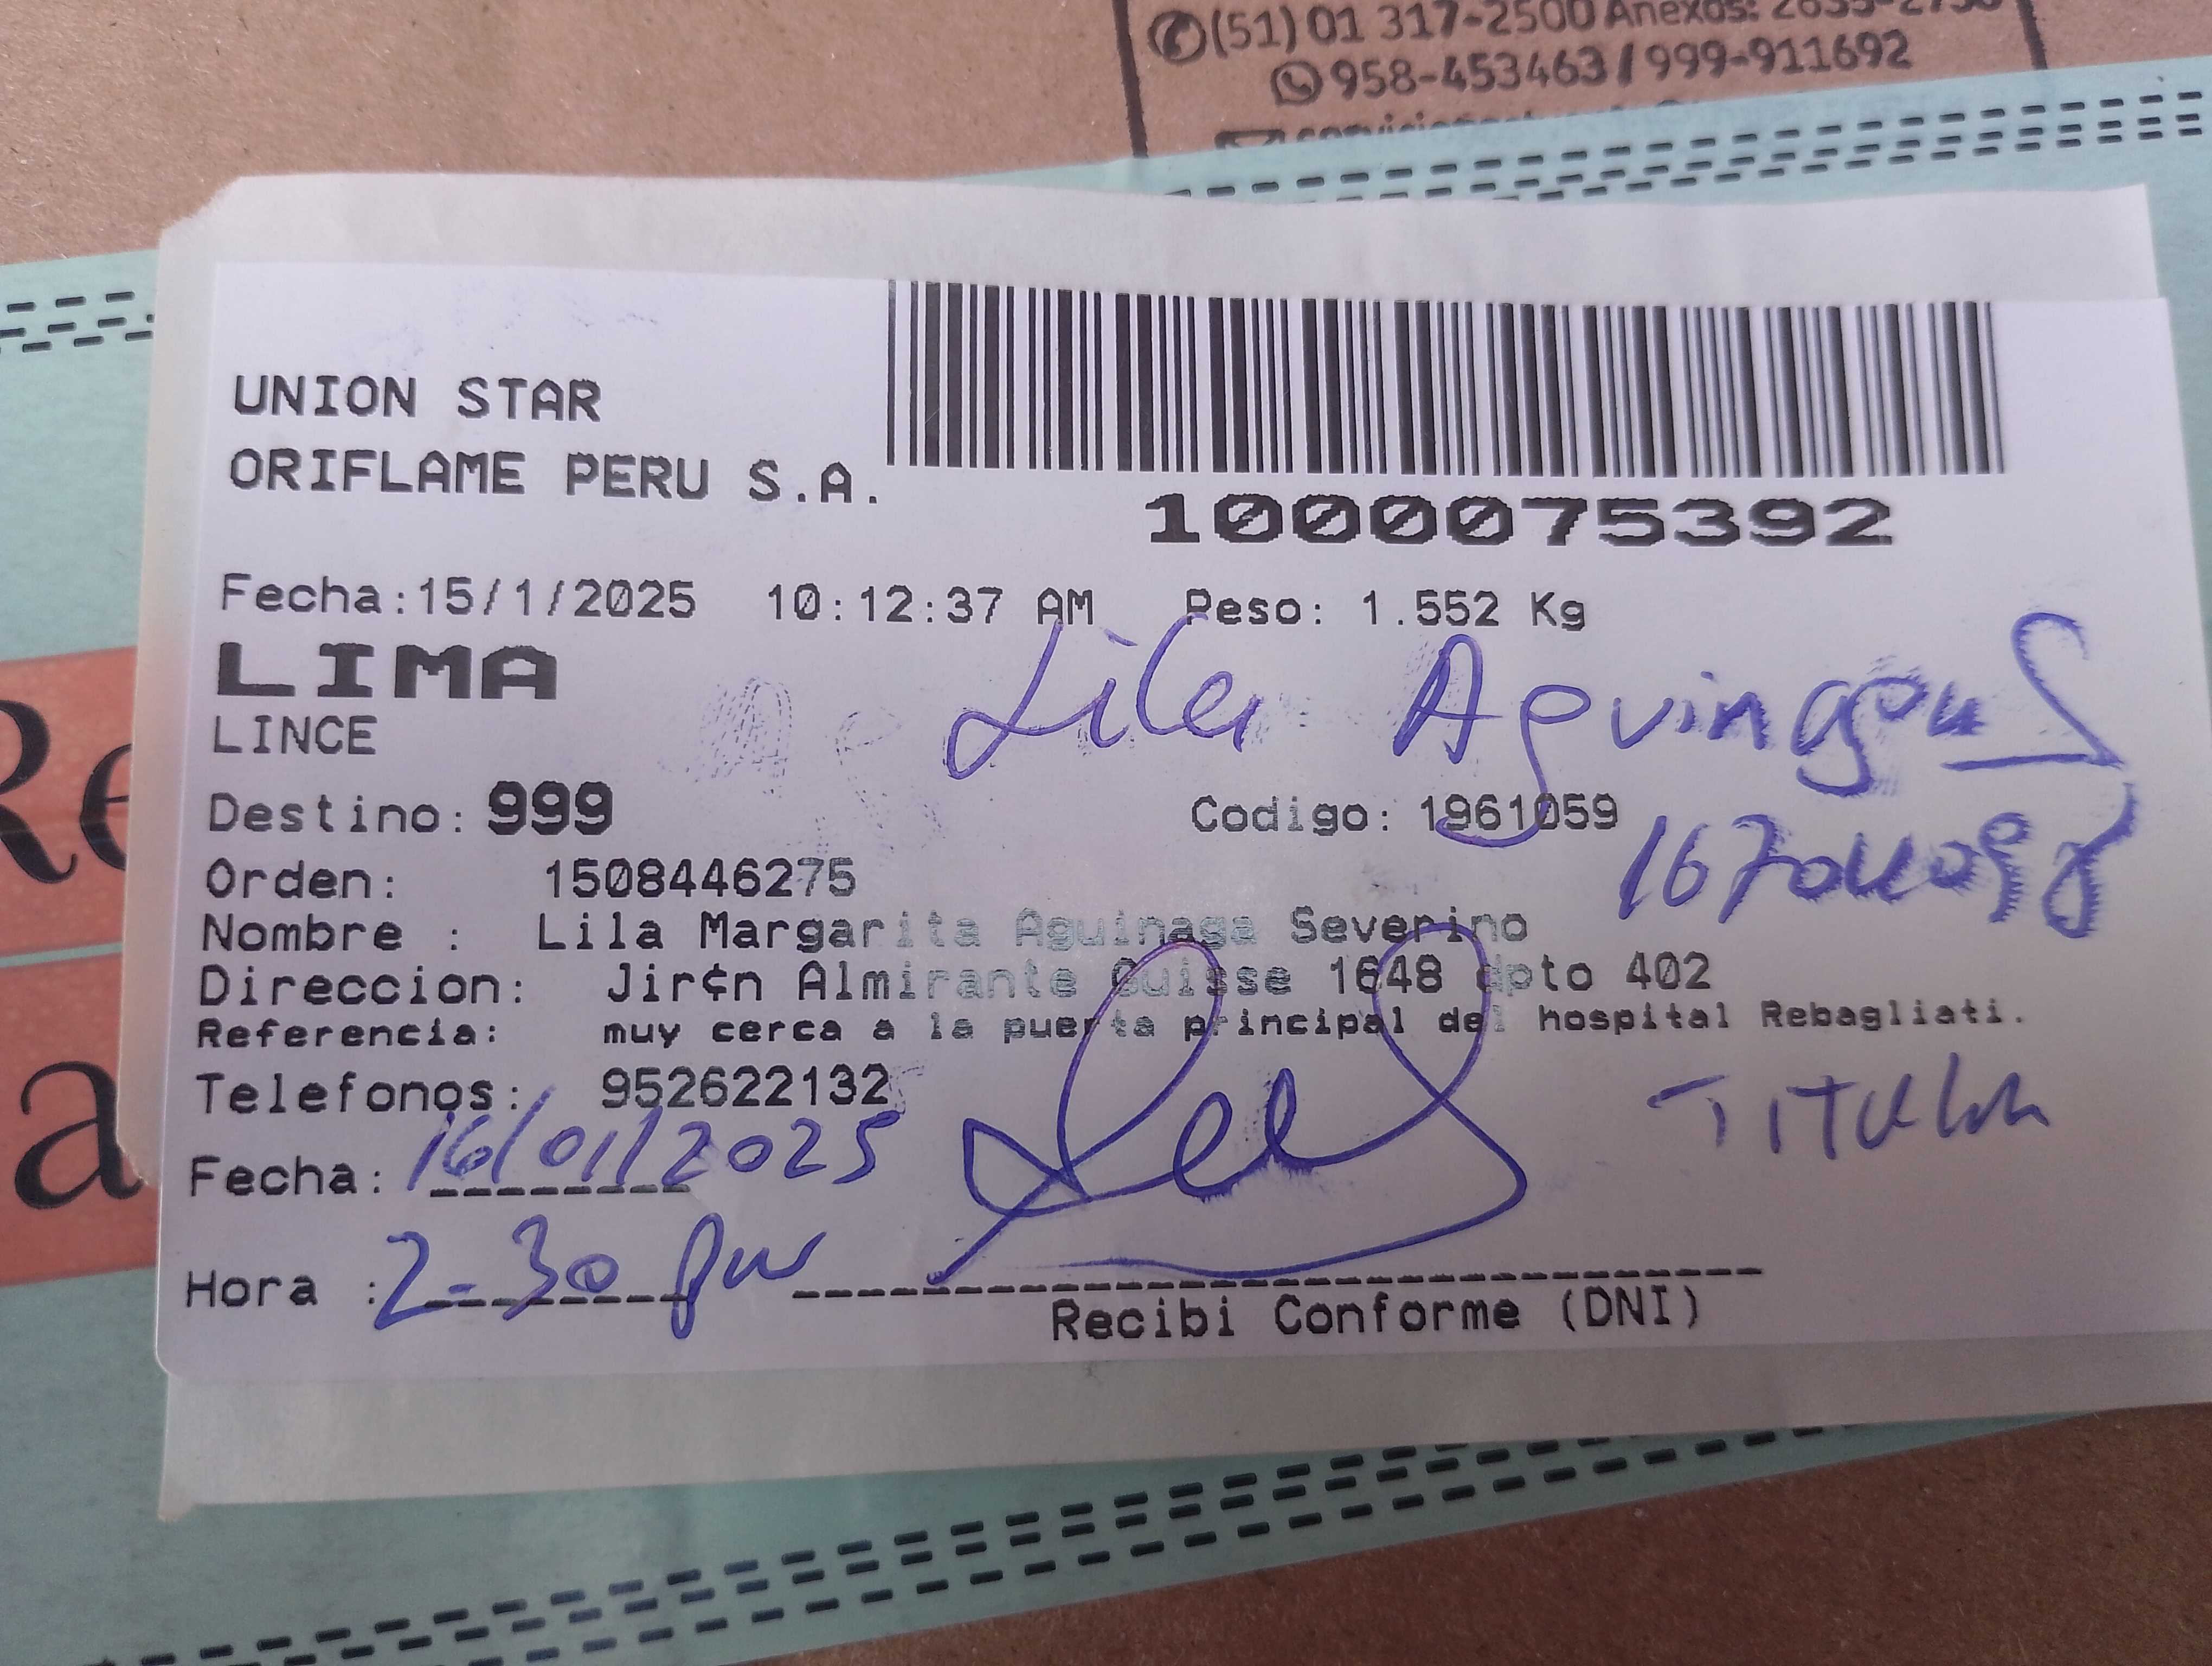 (51) 01 317-2500 Anexos:
958-453463 / 999-911692
UNION STAR
ORIFLAME PERU S.A.
1000075392
Fecha:15/1/2025 10:12:37 AM Peso: 1.552 Kg
LIMA
LINCE
Lila Aguinaga S
Destino: 999 Codigo: 1961059
Orden: 1508446275
Nombre : Lila Margarita Aguinaga Severino
Direccion: Jir¢n Almirante Guisse 1648 dpto 402
Referencia: muy cerca a la puerta principal del hospital Rebagliati.
Telefonos: 952622132
TITULAR
Fecha: 16/01/2025
Hora : 2-30 pm
Recibi Conforme (DNI)
Re
a